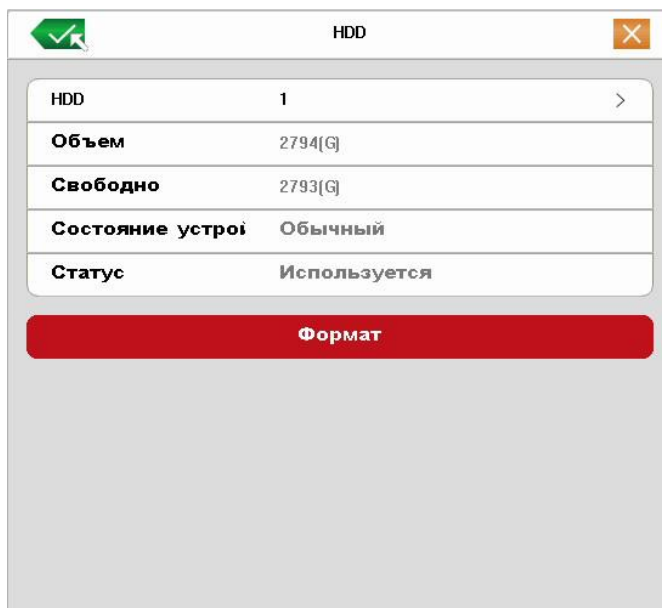 HDD
HDD 1 >
Объем 2794(G)
Свободно 2793(G)
Состояние устрой Обычный
Статус Используется
Формат